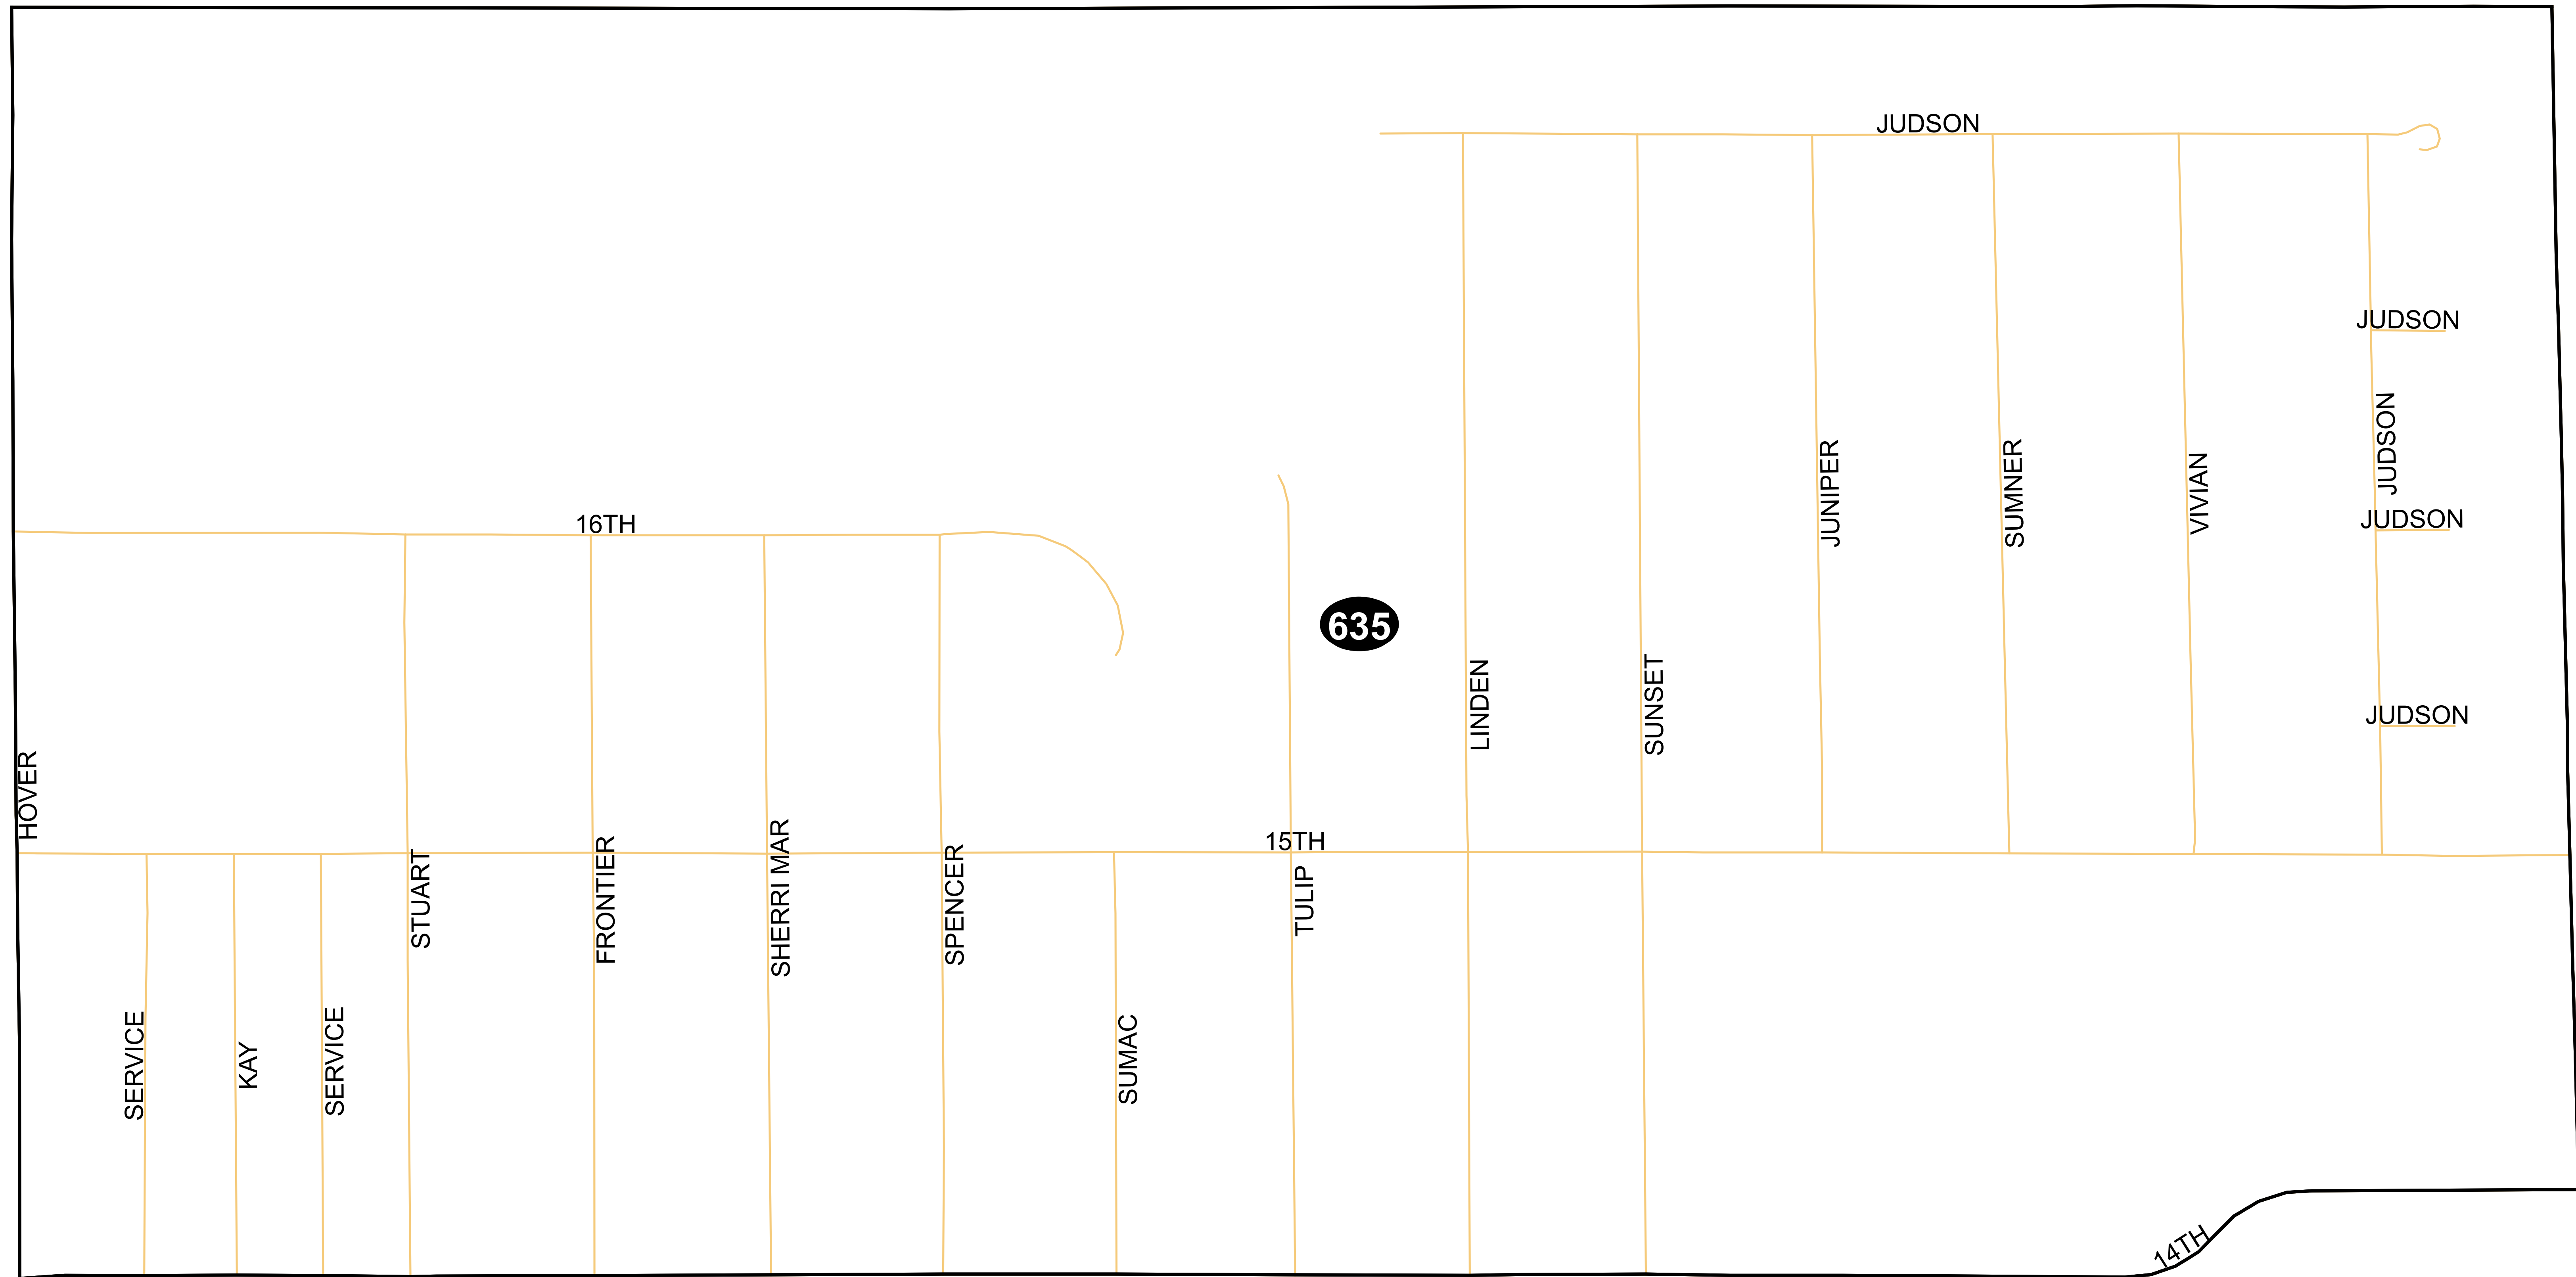 JUDSON
JUDSON
JUDSON
JUDSON
JUDSON
16TH
635
JUNIPER
SUMNER
VIVIAN
LINDEN
SUNSET
HOVER
15TH
STUART
FRONTIER
SHERRI MAR
SPENCER
TULIP
SERVICE
KAY
SERVICE
SUMAC
14TH